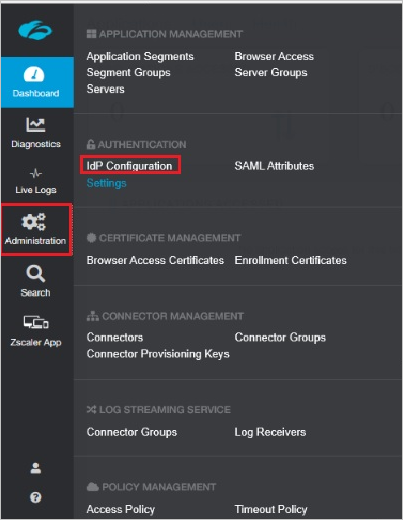 APPLICATION MANAGEMENT
Application Segments Browser Access
Segment Groups Server Groups
Servers
Dashboard
AUTHENTICATION
Diagnostics
IdP Configuration SAML Attributes
Settings
Live Logs
CERTIFICATE MANAGEMENT
Administration
Browser Access Certificates Enrollment Certificates
Search
CONNECTOR MANAGEMENT
Connectors Connector Groups
Zscaler App
Connector Provisioning Keys
LOG STREAMING SERVICE
Connector Groups Log Receivers
POLICY MANAGEMENT
Access Policy Timeout Policy